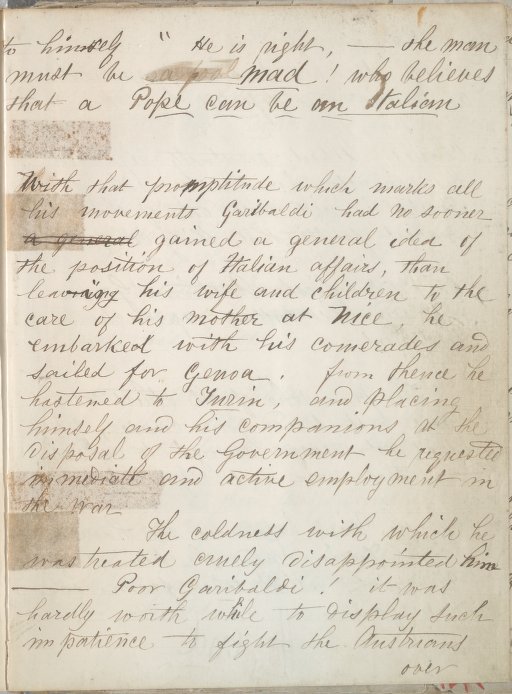 to himself " He is right, — the man
must be mad ! who believes
that a Pope can be an Italian
With that promptitude which marks all
his movements Garibaldi had no sooner
a general gained a general idea of
the position of Italian affairs, than
leaving his wife and children to the
care of his mother at Nice he
embarked with his comerades and
sailed for Genoa. From thence he
hastened to Turin, and placing
himself and his companions at the
disposal of the Government he requested
immediate and active employment in
the war
The coldness with which he
was treated cruely disappointed him
— Poor Garibaldi ! it was
hardly worth while to display such
impatience to fight the Austrians
over